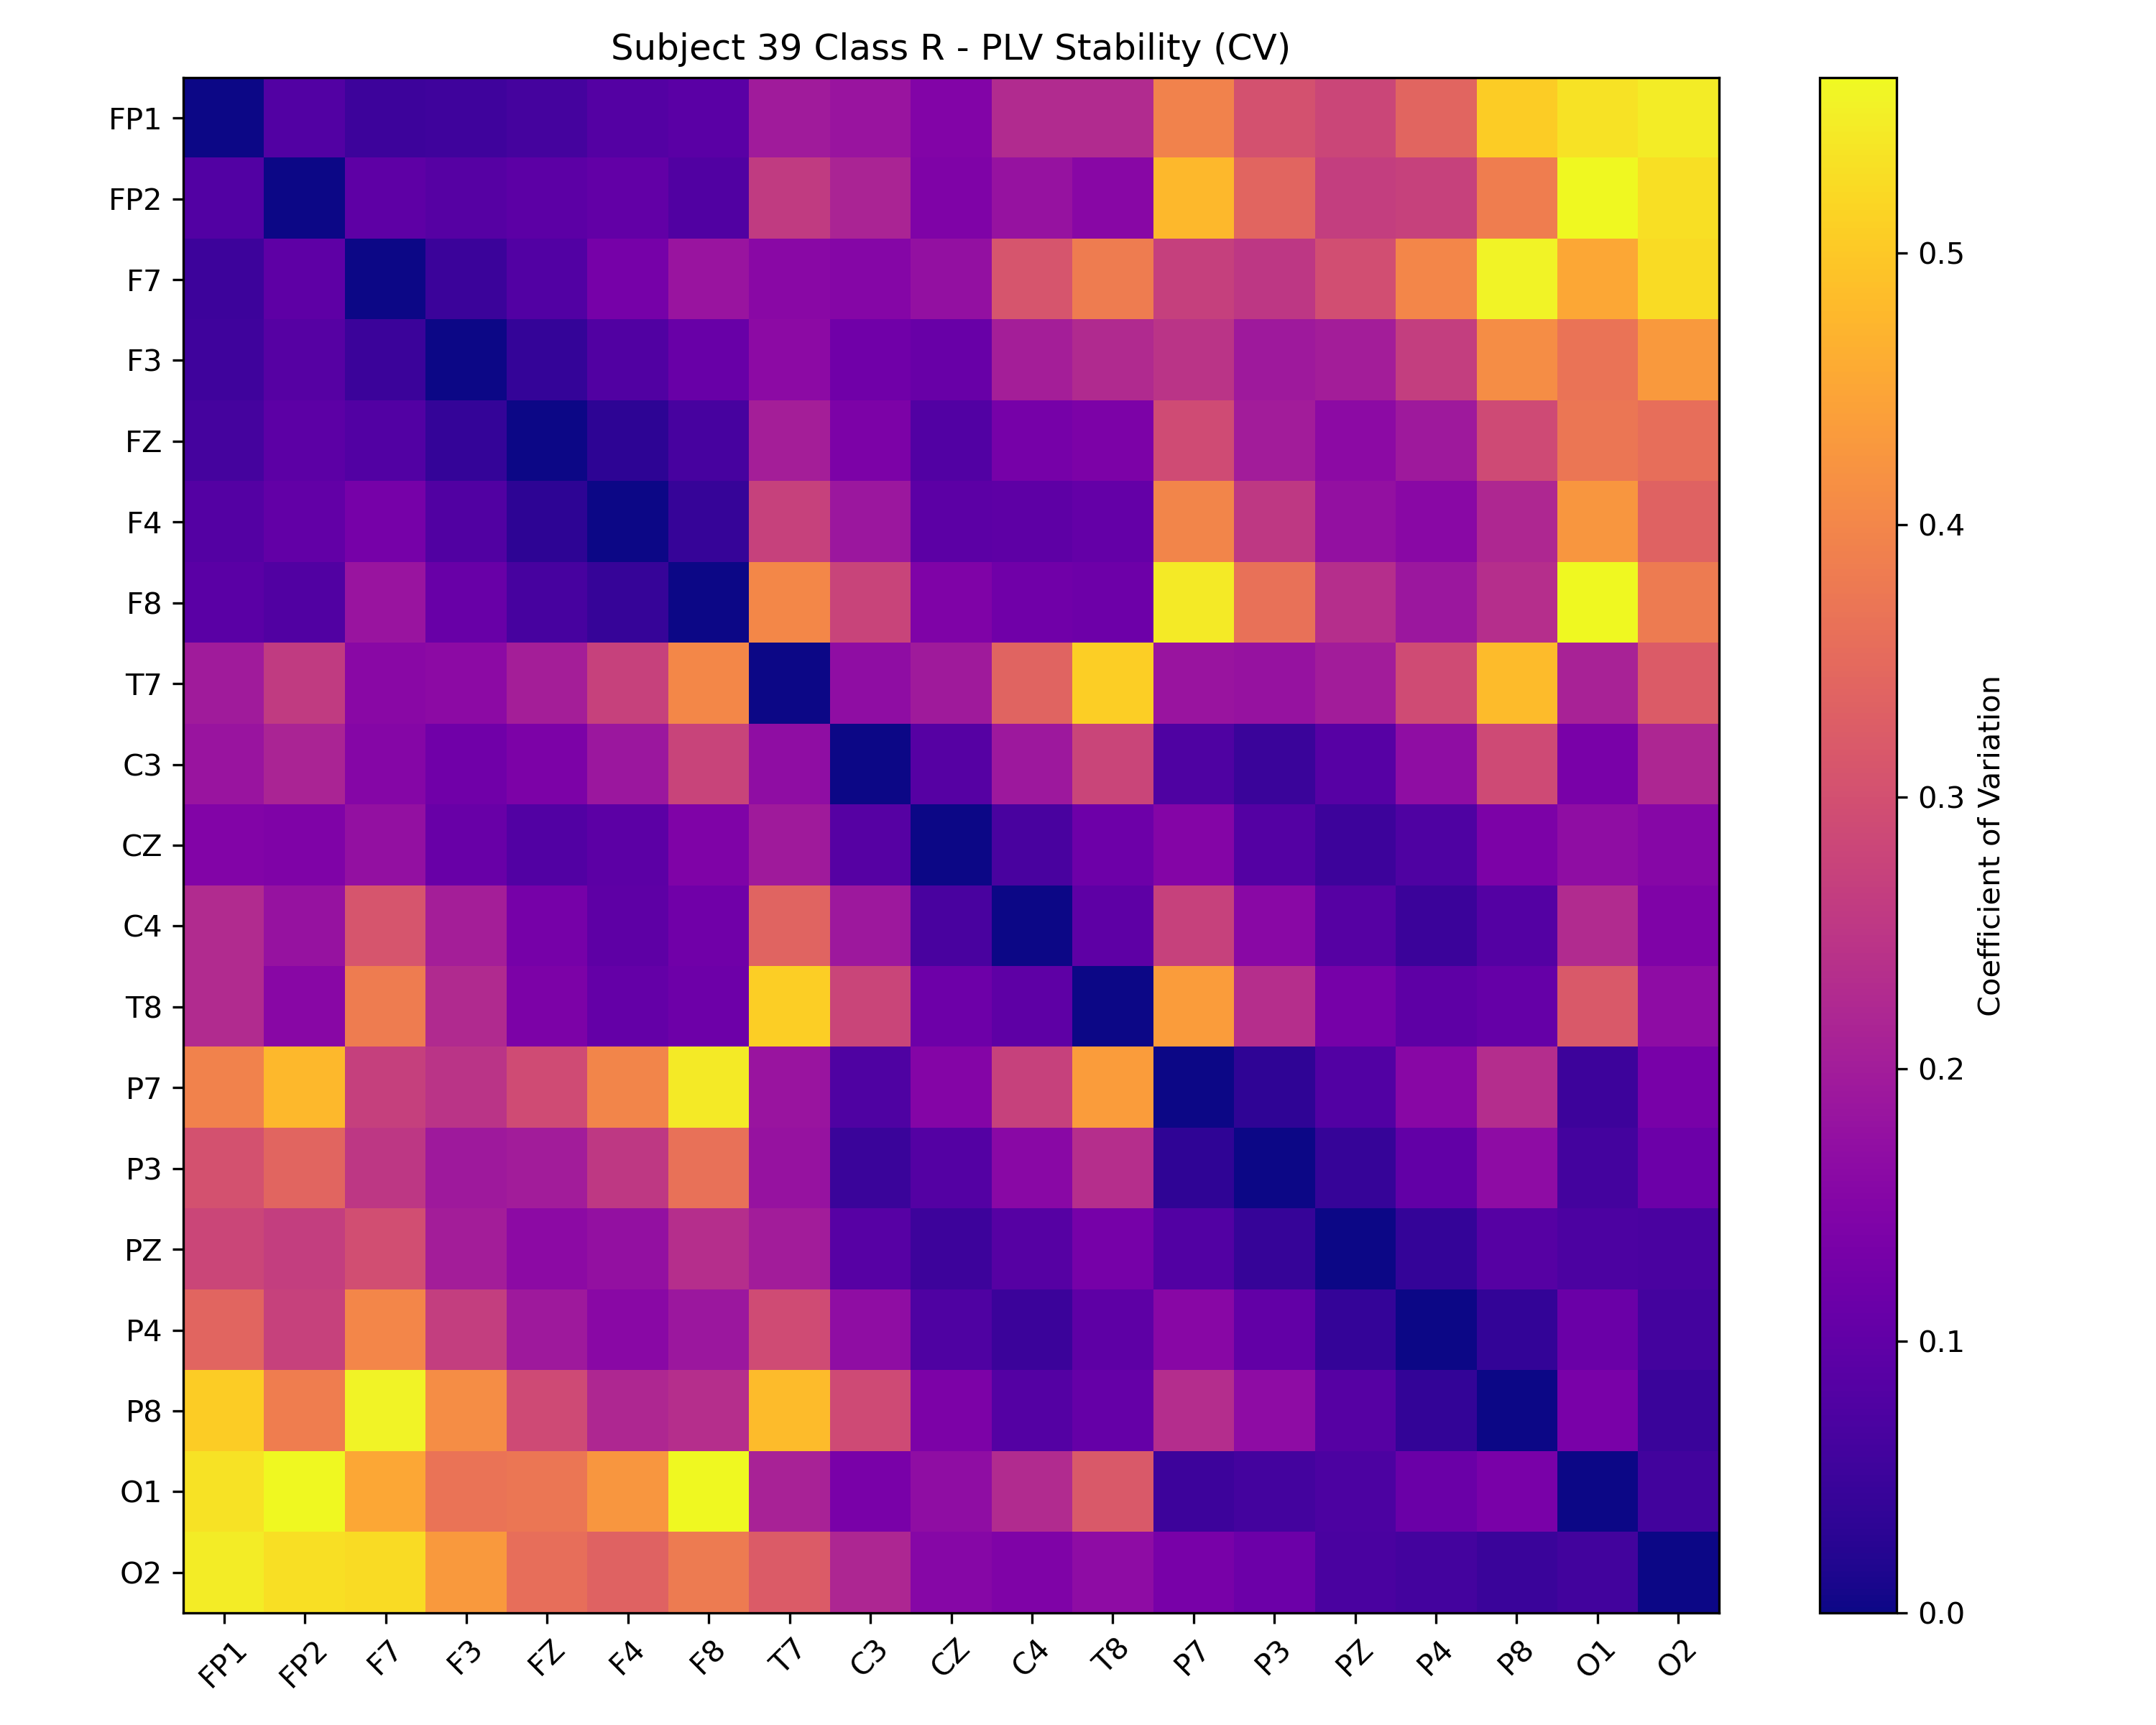 Subject 39 Class R - PLV Stability (CV)
FP1
FP2
F7
F3
FZ
F4
F8
T7
C3
CZ
C4
T8
P7
P3
PZ
P4
P8
O1
O2
FP1 FP2 F7 F3 FZ F4 F8 T7 C3 CZ C4 T8 P7 P3 PZ P4 P8 O1 O2
0.5
0.4
0.3
0.2
0.1
0.0
Coefficient of Variation